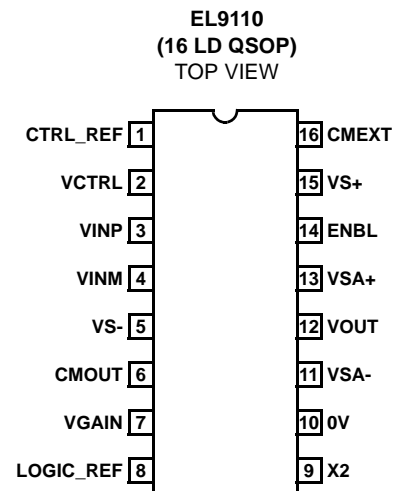 EL9110
(16 LD QSOP)
TOP VIEW
CTRL_REF 1
16 CMEXT
VCTRL 2
15 VS+
VINP 3
14 ENBL
VINM 4
13 VSA+
VS- 5
12 VOUT
CMOUT 6
11 VSA-
VGAIN 7
10 0V
LOGIC_REF 8
9 X2